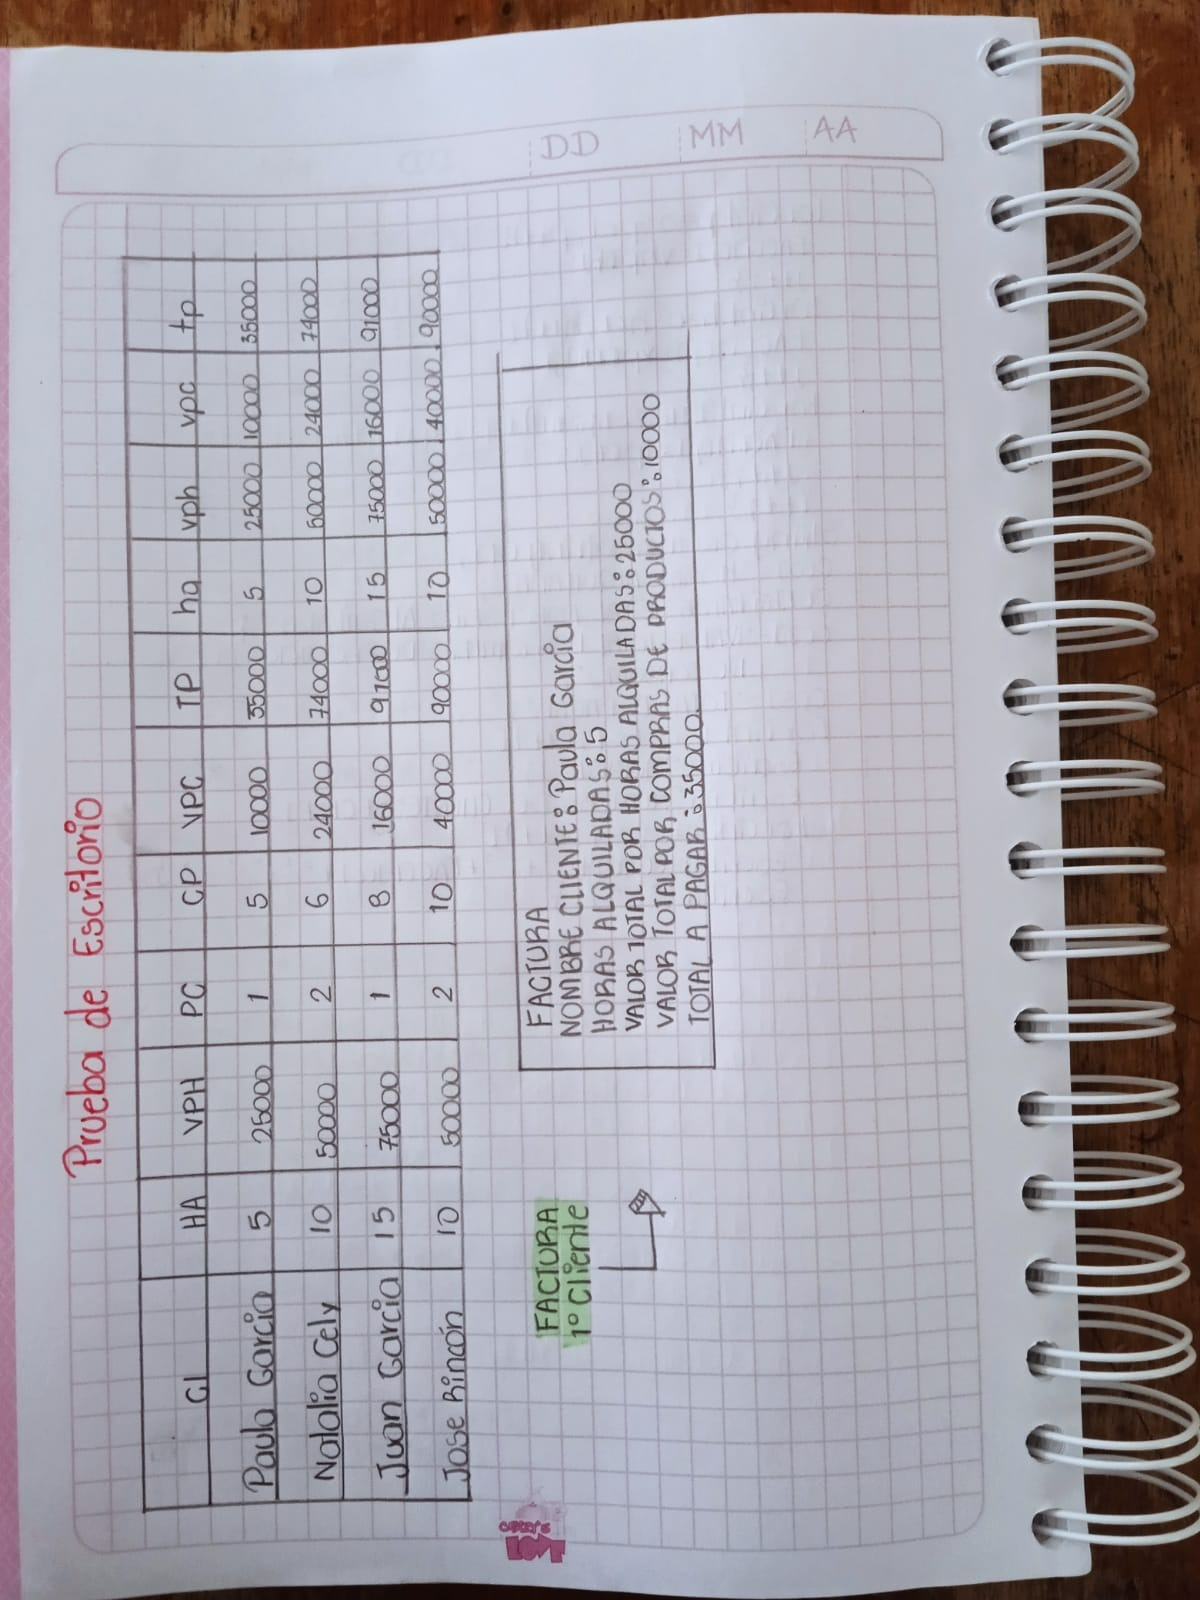 DD MM AA
Prueba de Escritorio
Cl HA VPH PC CP VPC TP ha vph vpc tp
Paula Garcia 5 25000 1 5 10000 35000 5 25000 10000 35000
Natalia Cely 10 50000 2 6 24000 74000 10 50000 24000 74000
Juan Garcia 15 75000 1 8 16000 91000 15 75000 16000 91000
Jose Rincón 10 50000 2 10 40000 90000 10 50000 40000 90000
FACTURA
1° Cliente
FACTURA
NOMBRE CLIENTE: Paula Garcia
HORAS ALQUILADAS: 5
VALOR TOTAL POR HORAS ALQUILADAS: 25000
VALOR TOTAL POR COMPRAS DE PRODUCTOS: 10000
TOTAL A PAGAR: 35000.